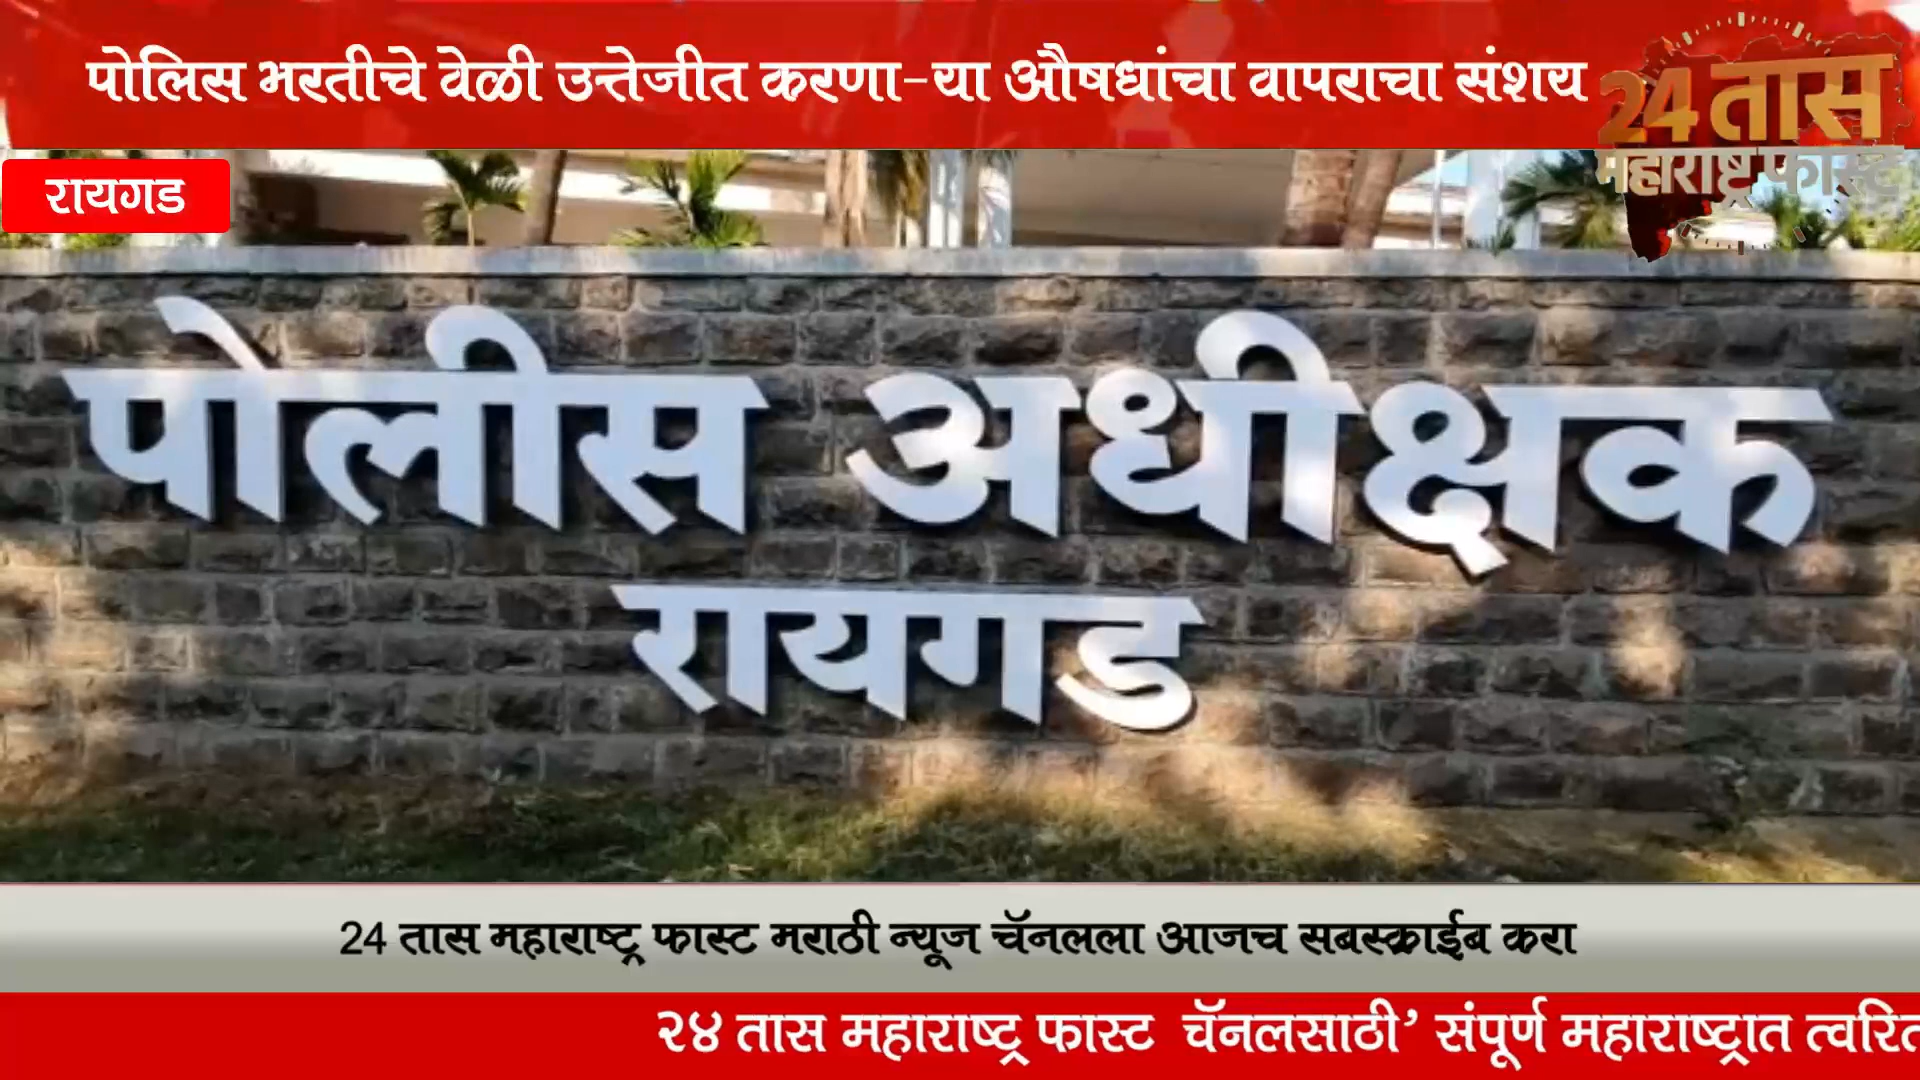 पोलिस भरतीचे वेळी उत्तेजीत करणा-या औषधांचा वापराचा संशय
24 तास
महाराष्ट्र फास्ट
रायगड
पोलीस अधीक्षक
रायगड
24 तास महाराष्ट्र फास्ट मराठी न्यूज चॅनलला आजच सबस्क्राईब करा
२४ तास महाराष्ट्र फास्ट चॅनलसाठी’ संपूर्ण महाराष्ट्रात त्वरित